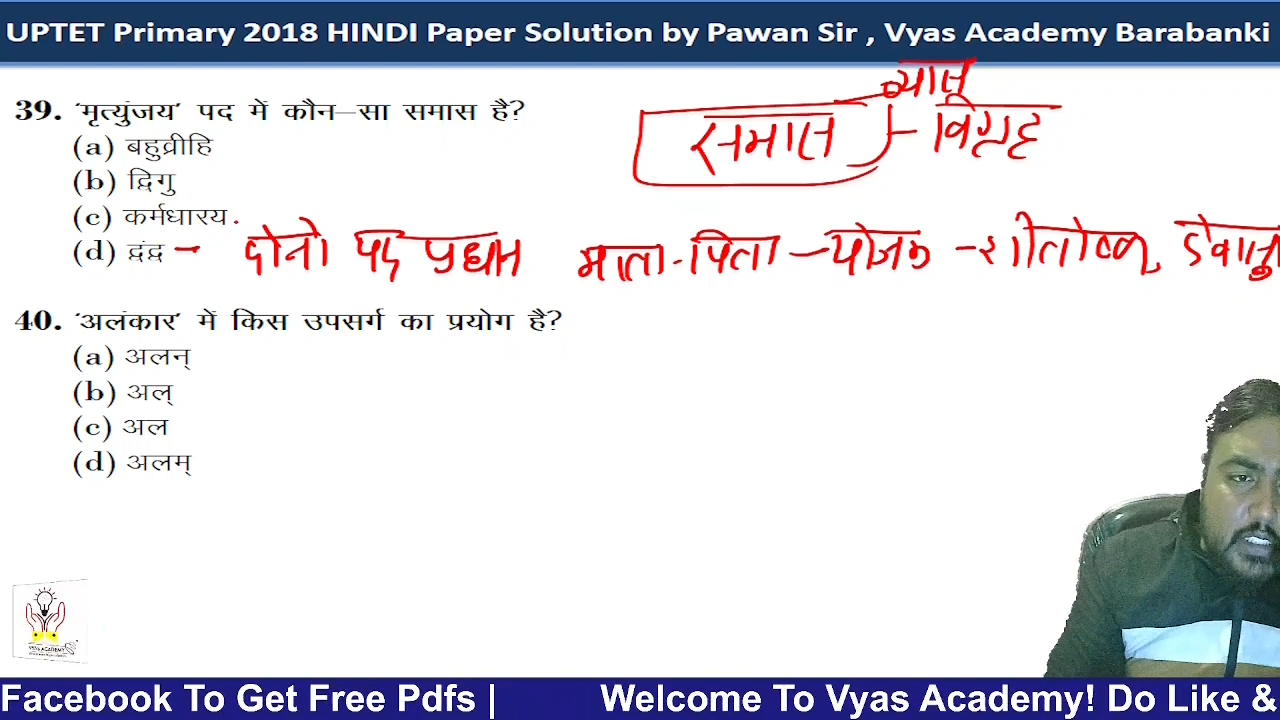 UPTET Primary 2018 HINDI Paper Solution by Pawan Sir , Vyas Academy Barabanki
39. 'मृत्युंजय' पद में कौन–सा समास है?
(a) बहुव्रीहि
(b) द्विगु
(c) कर्मधारय
(d) द्वंद्व - दोनो पद प्रधान माता-पिता – योजक -
व्यास
समास - विग्रह
40. 'अलंकार' में किस उपसर्ग का प्रयोग है?
(a) अलन्
(b) अल्
(c) अल
(d) अलम्
VYAS ACADEMY
Facebook To Get Free Pdfs | Welcome To Vyas Academy! Do Like &